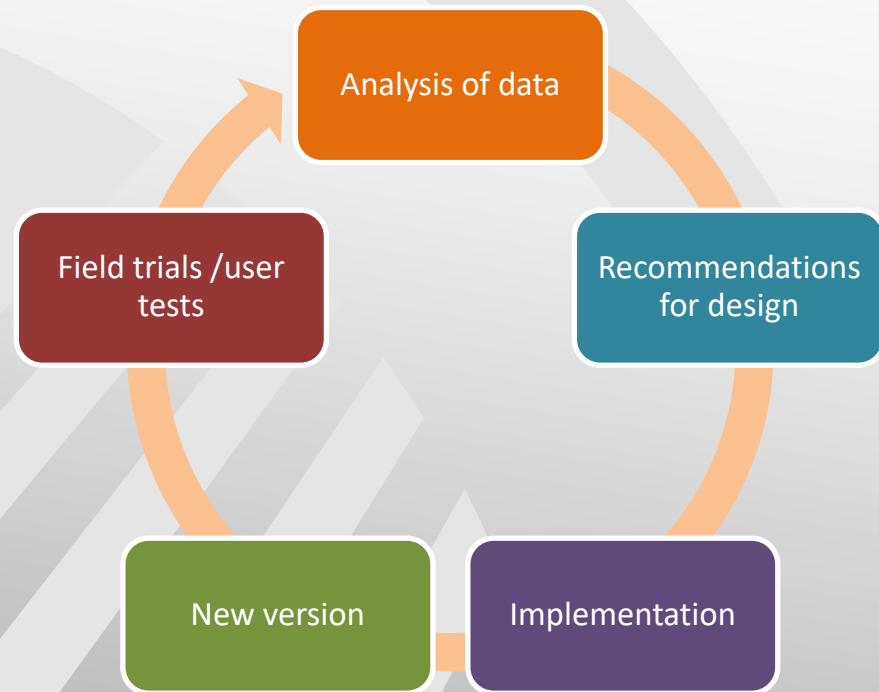 Analysis of data
Recommendations
for design
Implementation
New version
Field trials /user
tests